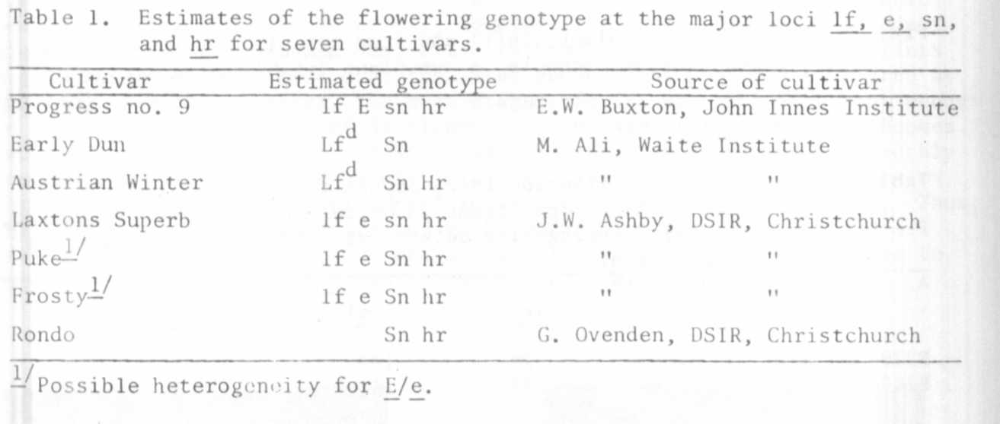 Table 1. Estimates of the flowering genotype at the major loci lf, e, sn,
and hr for seven cultivars.
Cultivar Estimated genotype Source of cultivar
Progress no. 9 lf E sn hr E.W. Buxton, John Innes Institute
Early Dun Lf^d Sn M. Ali, Waite Institute
Austrian Winter Lf^d Sn Hr " "
Laxtons Superb lf e sn hr J.W. Ashby, DSIR, Christchurch
Puke 1/ lf e Sn hr " "
Frosty 1/ lf e Sn hr " "
Rondo Sn hr G. Ovenden, DSIR, Christchurch
1/ Possible heterogeneity for E/e.